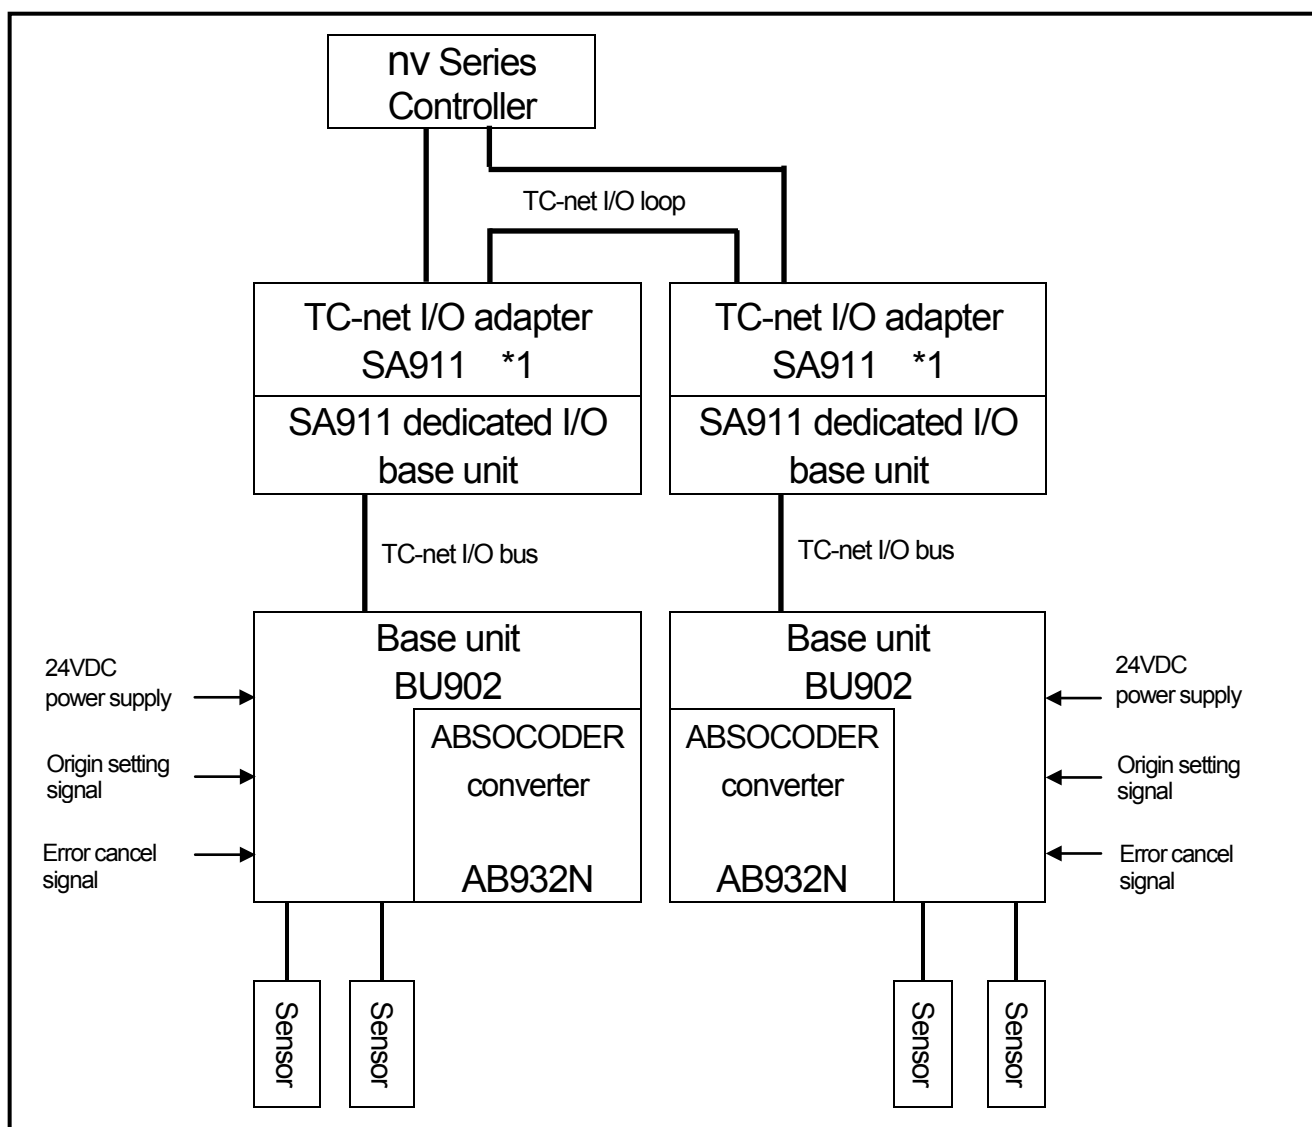 nv Series
Controller
TC-net I/O loop
TC-net I/O adapter
SA911 *1
SA911 dedicated I/O
base unit
TC-net I/O adapter
SA911 *1
SA911 dedicated I/O
base unit
TC-net I/O bus
TC-net I/O bus
24VDC
power supply
Origin setting
signal
Error cancel
signal
Base unit
BU902
ABSOCODER
converter
AB932N
Base unit
BU902
ABSOCODER
converter
AB932N
24VDC
power supply
Origin setting
signal
Error cancel
signal
Sensor
Sensor
Sensor
Sensor